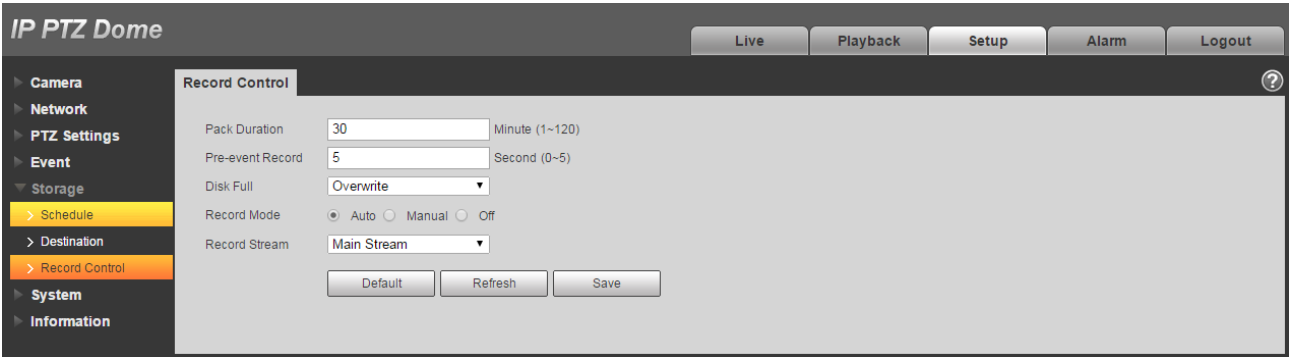 IP PTZ Dome
Live Playback Setup Alarm Logout
Camera
Network
PTZ Settings
Event
Storage
Schedule
Destination
Record Control
System
Information
Record Control ?
Pack Duration 30 Minute (1~120)
Pre-event Record 5 Second (0~5)
Disk Full Overwrite
Record Mode Auto Manual Off
Record Stream Main Stream
Default Refresh Save